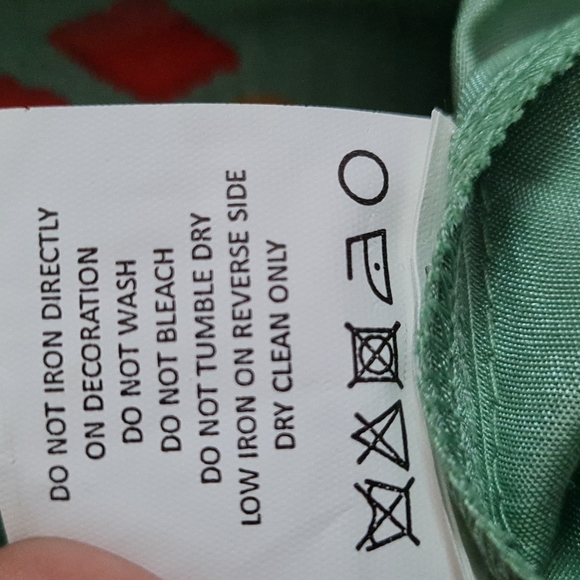 DO NOT IRON DIRECTLY
ON DECORATION
DO NOT WASH
DO NOT BLEACH
DO NOT TUMBLE DRY
LOW IRON ON REVERSE SIDE
DRY CLEAN ONLY